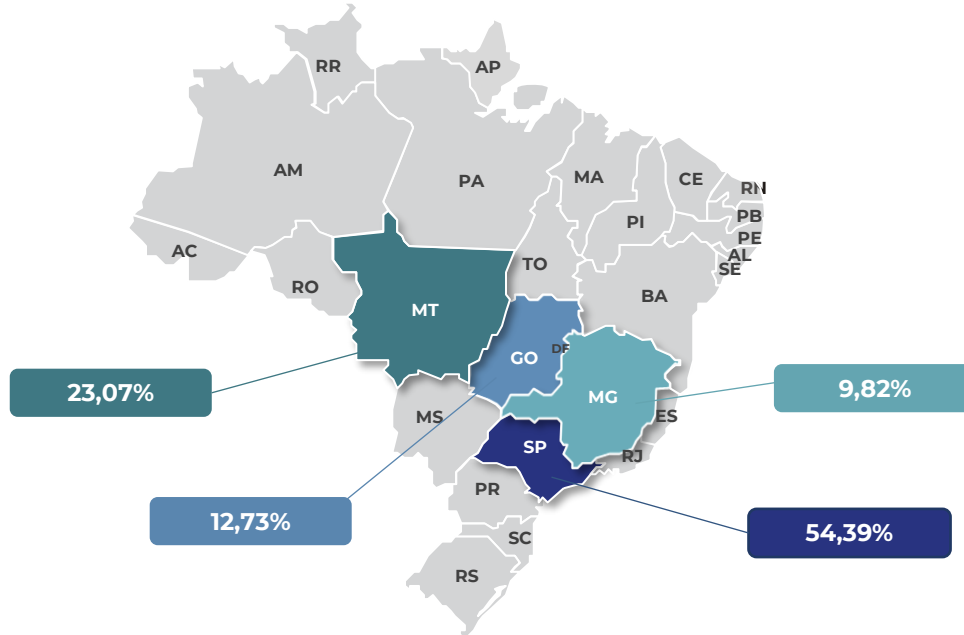 RR
AP
AM
PA
MA
CE
RN
PI
PB
PE
AC
TO
AL
SE
RO
BA
MT
GO
DF
23,07%
9,82%
MG
MS
ES
SP
RJ
PR
12,73%
54,39%
SC
RS